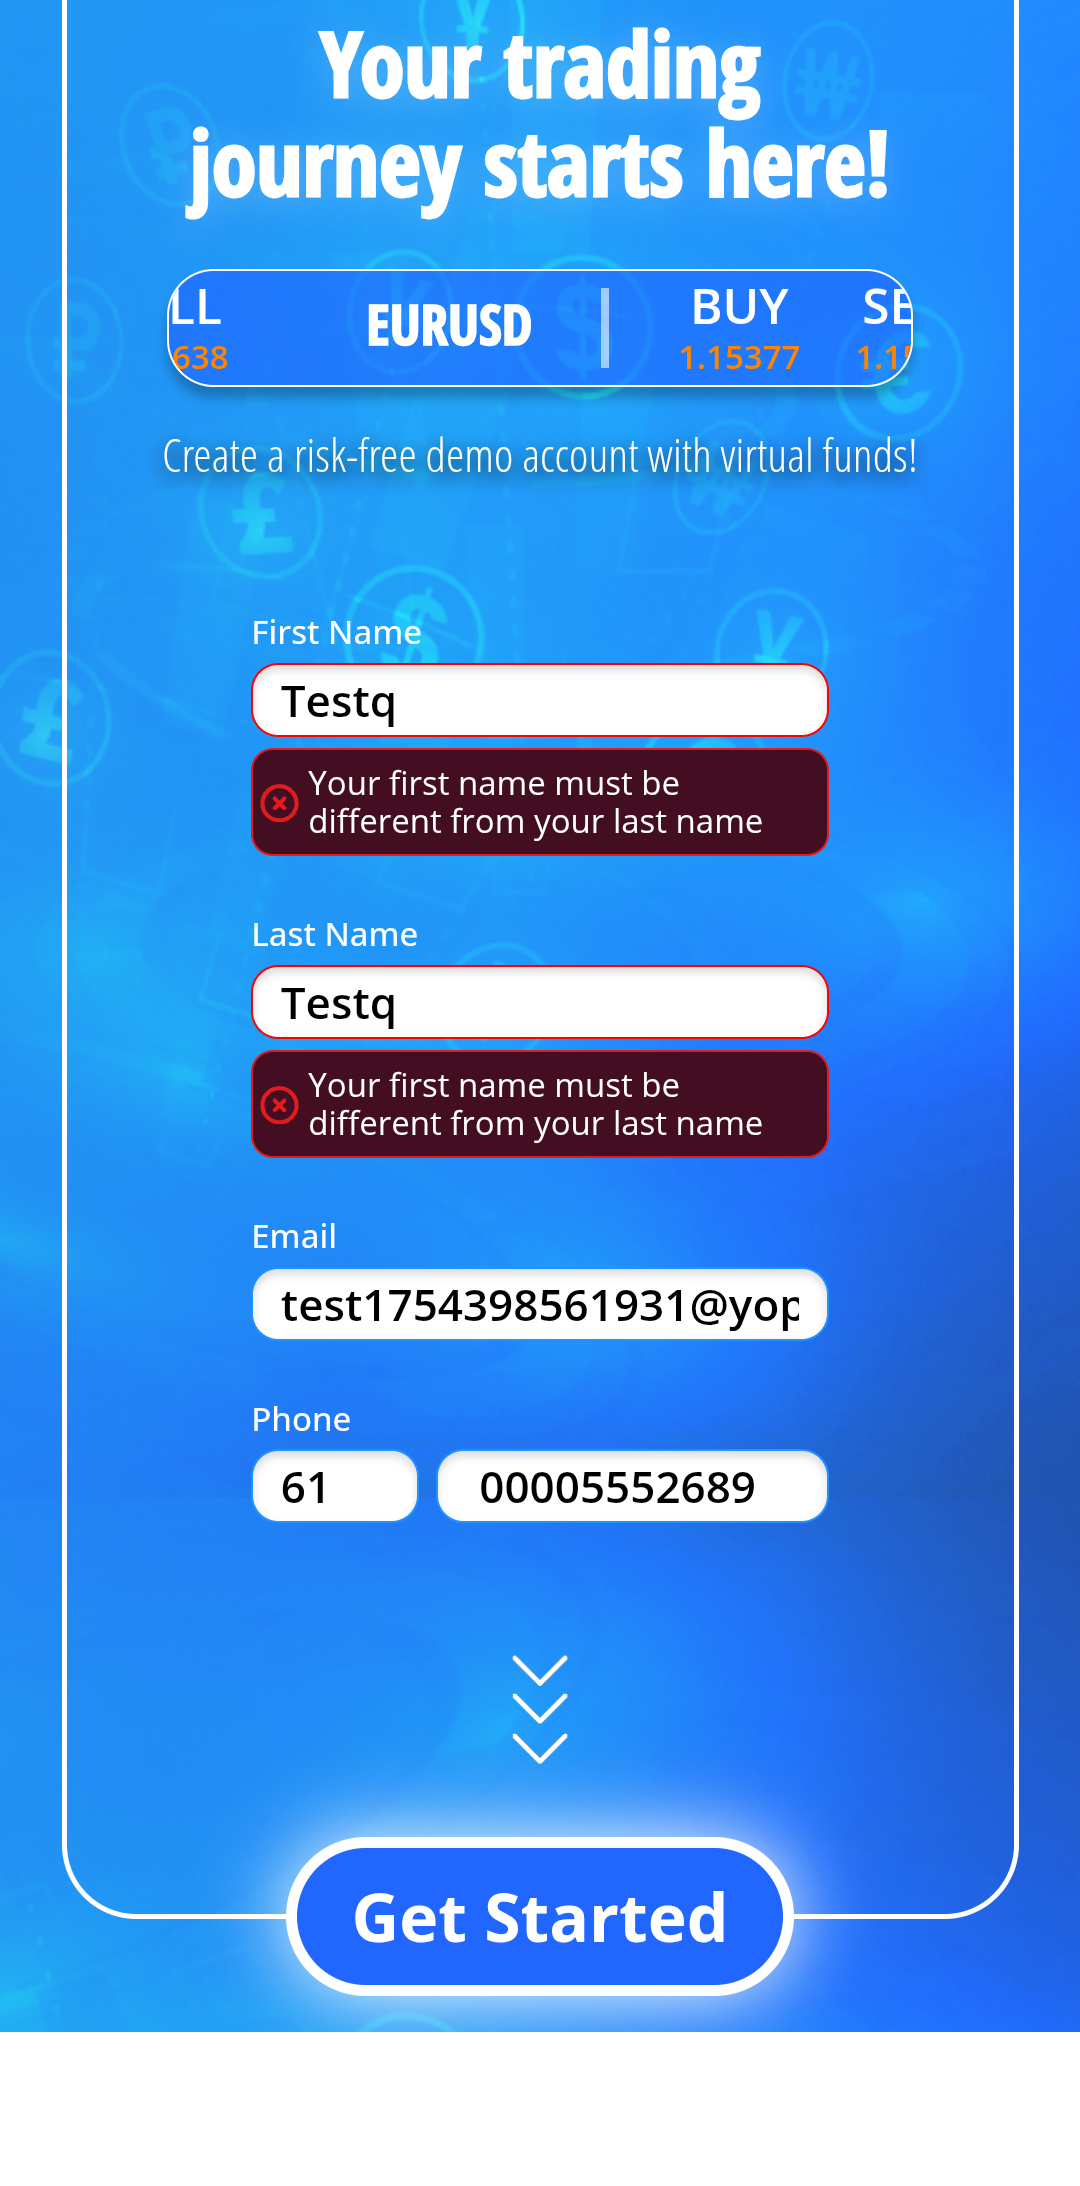 Your trading
journey starts here!
LL EURUSD BUY SE
638 1.15377 1.1
Create a risk-free demo account with virtual funds!
First Name
Testq
Your first name must be
different from your last name
Last Name
Testq
Your first name must be
different from your last name
Email
test1754398561931@yop
Phone
61 00005552689
Get Started